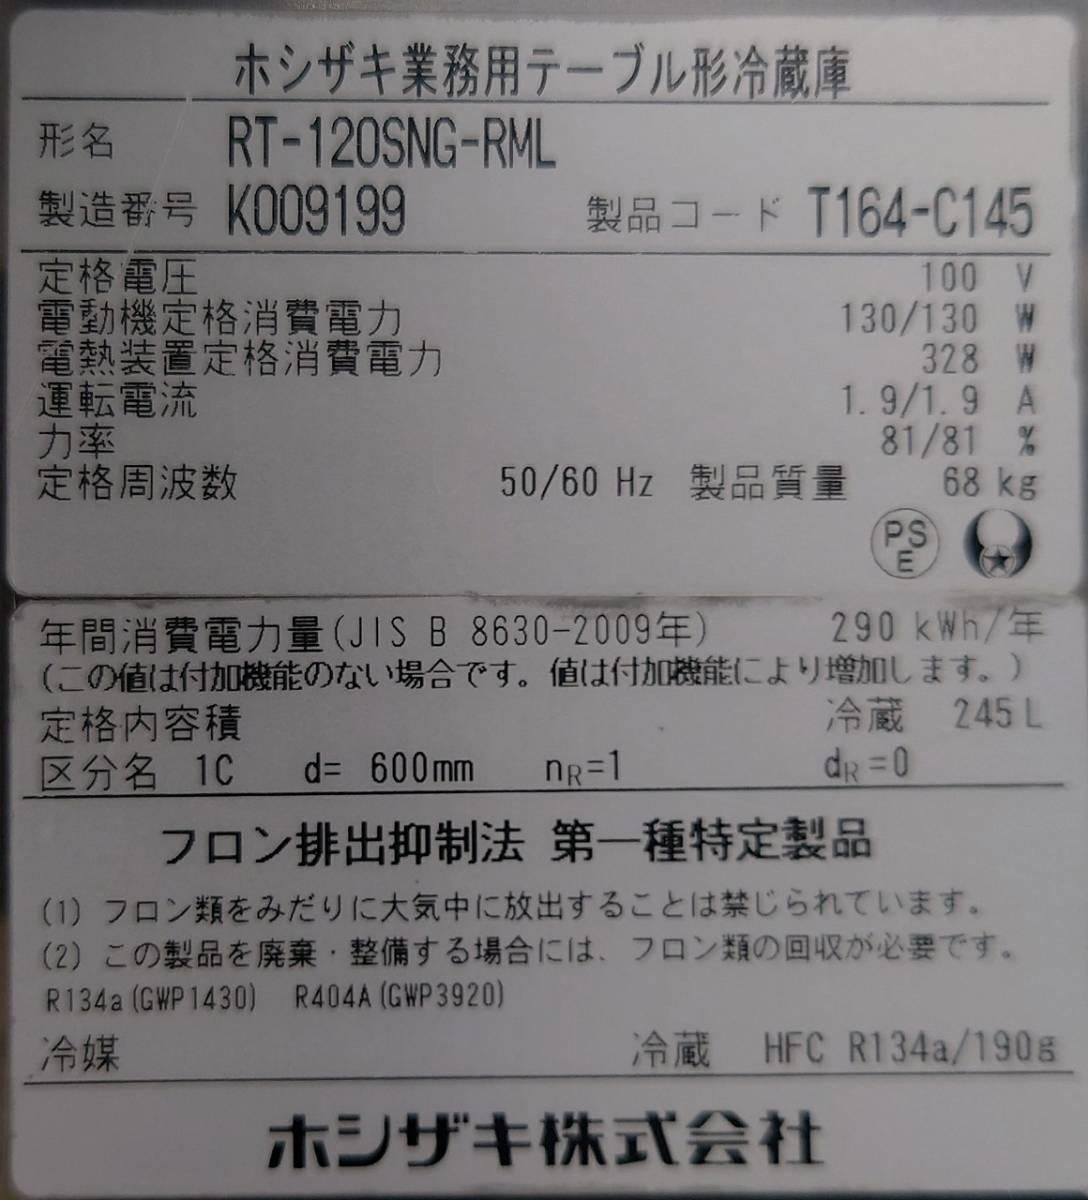 ホシザキ業務用テーブル形冷蔵庫
形名 RT-120SNG-RML
製造番号 K009199 製品コード T164-C145
定格電圧 100 V
電動機定格消費電力 130/130 W
電熱装置定格消費電力 328 W
運転電流 1.9/1.9 A
力率 81/81 %
定格周波数 50/60 Hz 製品質量 68 kg
PS
E
年間消費電力量(JIS B 8630-2009年) 290 kWh/年
(この値は付加機能のない場合です。値は付加機能により増加します。)
定格内容積 冷蔵 245L
区分名 1C d= 600mm nR=1 dR=0
フロン排出抑制法 第一種特定製品
(1) フロン類をみだりに大気中に放出することは禁じられています。
(2) この製品を廃棄・整備する場合には、フロン類の回収が必要です。
R134a(GWP1430) R404A(GWP3920)
冷媒 冷蔵 HFC R134a/190g
ホシザキ株式会社